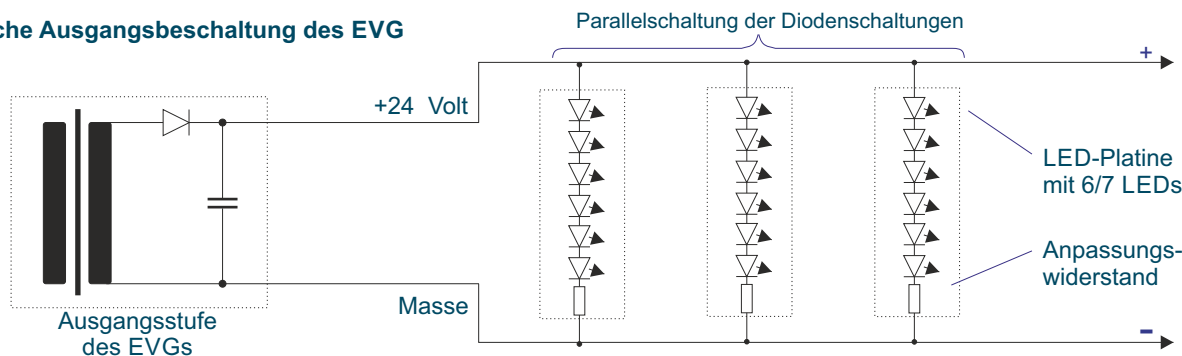 che Ausgangsbeschaltung des EVG
Parallelschaltung der Diodenschaltungen
+
+24 Volt
LED-Platine
mit 6/7 LEDs
Anpassungs-
widerstand
Masse
Ausgangsstufe
des EVGs
-